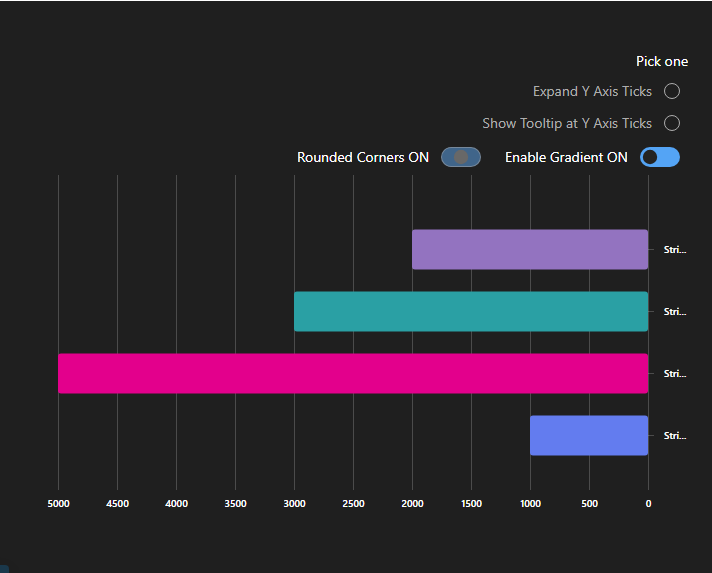 Pick one
Expand Y Axis Ticks
Show Tooltip at Y Axis Ticks
Rounded Corners ON Enable Gradient ON
Stri...
Stri...
Stri...
Stri...
5000 4500 4000 3500 3000 2500 2000 1500 1000 500 0